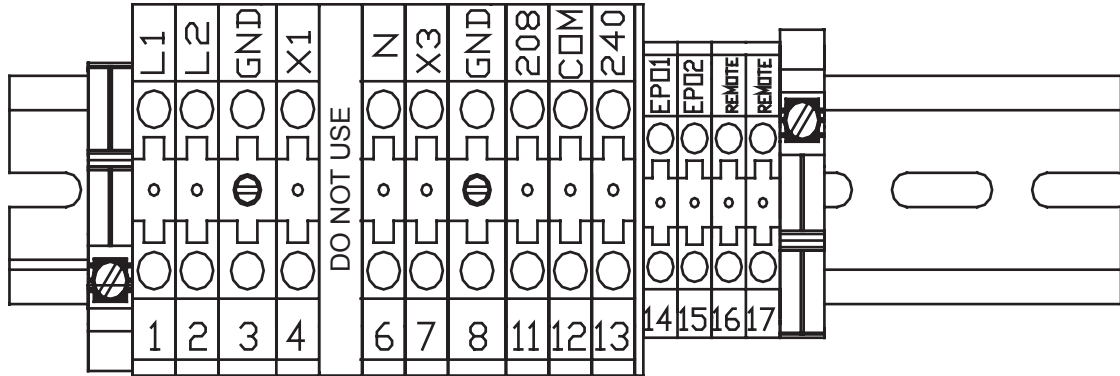 L1 L2 GND X1 N X3 GND 208 COM 240
EPO1 EPO2 REMOTE REMOTE
DO NOT USE
1 2 3 4 6 7 8 11 12 13 14 15 16 17